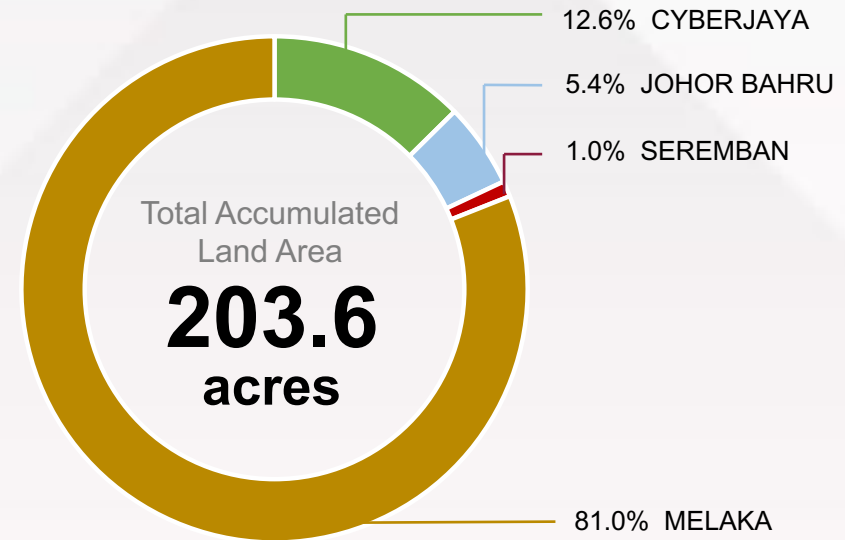 12.6% CYBERJAYA
5.4% JOHOR BAHRU
1.0% SEREMBAN
Total Accumulated
Land Area
203.6
acres
81.0% MELAKA